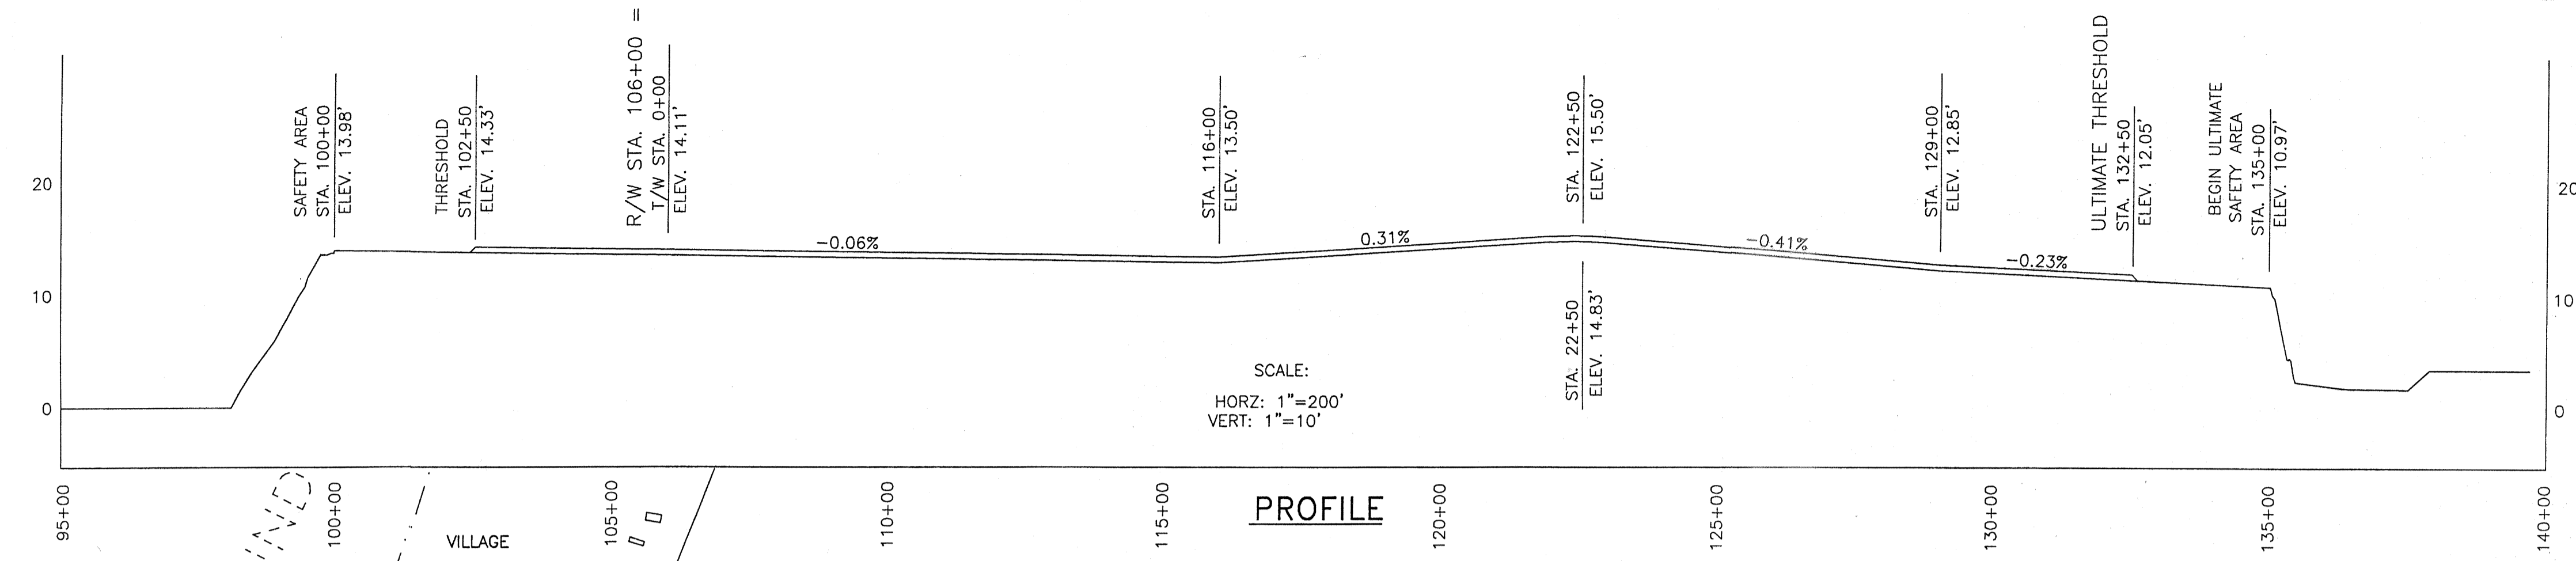 SAFETY AREA
STA. 100+00
ELEV. 13.98'
THRESHOLD
STA. 102+50
ELEV. 14.33'
R/W STA. 106+00 =
T/W STA. 0+00
ELEV. 14.11'
STA. 116+00
ELEV. 13.50'
STA. 122+50
ELEV. 15.50'
STA. 129+00
ELEV. 12.85'
ULTIMATE THRESHOLD
STA. 132+50
ELEV. 12.05'
BEGIN ULTIMATE
SAFETY AREA
STA. 135+00
ELEV. 10.97'
20
20
-0.06%
0.31%
-0.41%
-0.23%
10
10
STA. 22+50
ELEV. 14.83'
SCALE:
HORZ: 1"=200'
VERT: 1"=10'
0
0
95+00
100+00
105+00
110+00
115+00
120+00
125+00
130+00
135+00
140+00
PROFILE
VILLAGE